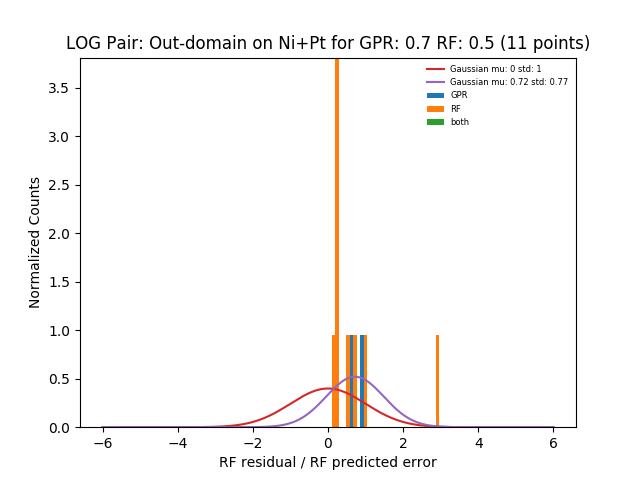 LOG Pair: Out-domain on Ni+Pt for GPR: 0.7 RF: 0.5 (11 points)
Gaussian mu: 0 std: 1
Gaussian mu: 0.72 std: 0.77
GPR
RF
both
Normalized Counts
3.5
3.0
2.5
2.0
1.5
1.0
0.5
0.0
−6 −4 −2 0 2 4 6
RF residual / RF predicted error